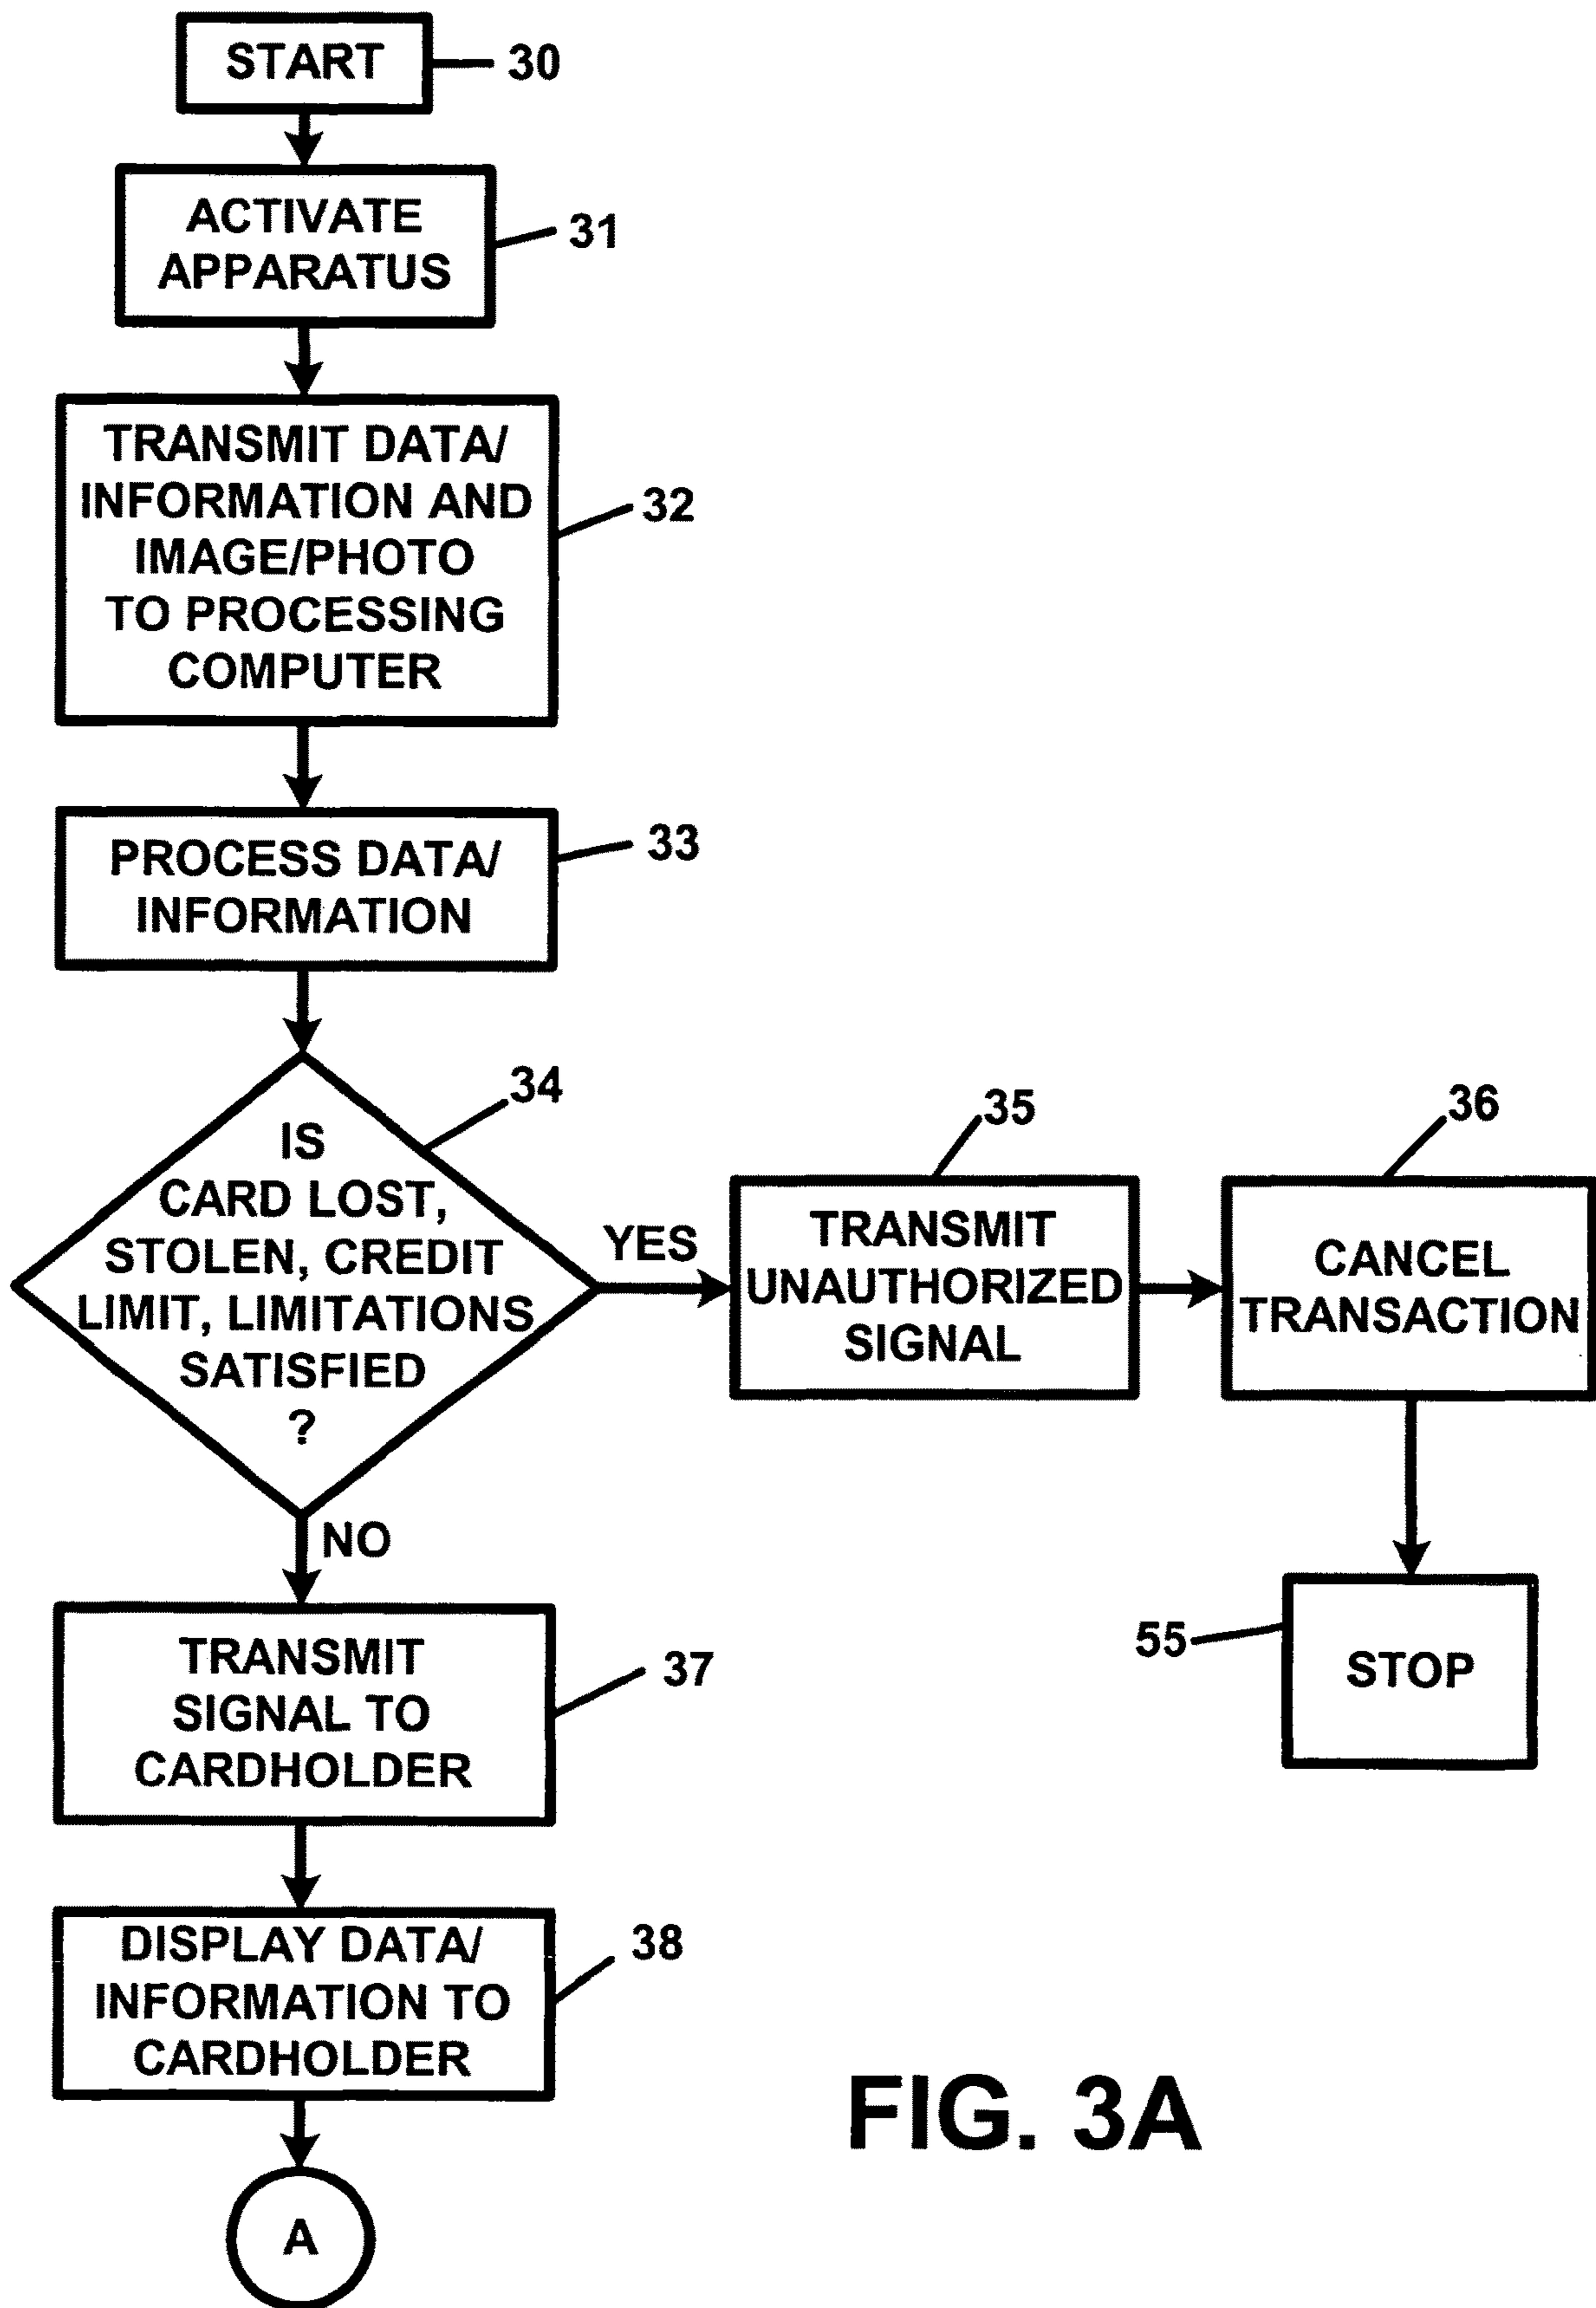 START
30
ACTIVATE
APPARATUS
31
TRANSMIT DATA/
INFORMATION AND
IMAGE/PHOTO
TO PROCESSING
COMPUTER
32
PROCESS DATA/
INFORMATION
33
IS
CARD LOST,
STOLEN, CREDIT
LIMIT, LIMITATIONS
SATISFIED
?
34
YES
TRANSMIT
UNAUTHORIZED
SIGNAL
35
CANCEL
TRANSACTION
36
STOP
55
NO
TRANSMIT
SIGNAL TO
CARDHOLDER
37
DISPLAY DATA/
INFORMATION TO
CARDHOLDER
38
A
FIG. 3A